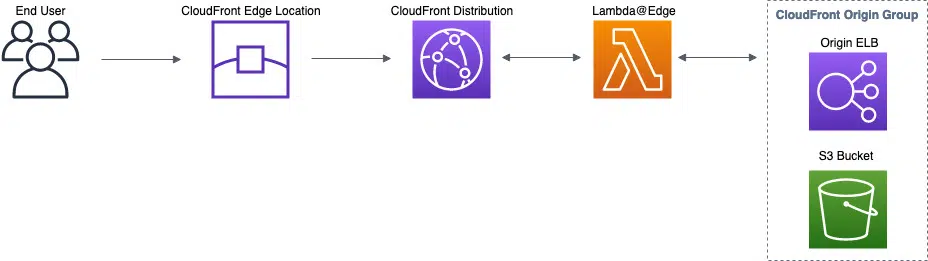 End User
CloudFront Edge Location
CloudFront Distribution
Lambda@Edge
CloudFront Origin Group
Origin ELB
S3 Bucket